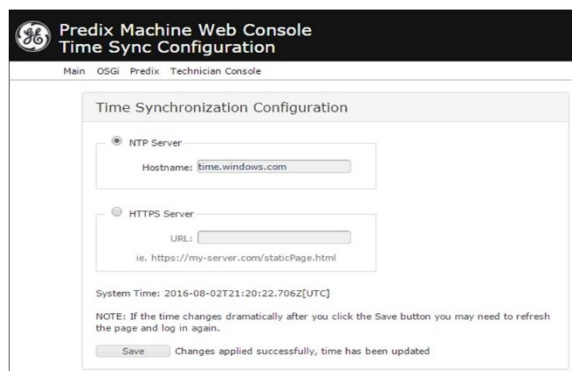 Predix Machine Web Console
Time Sync Configuration
Main OSGi Predix Technician Console
Time Synchronization Configuration
NTP Server
Hostname: time.windows.com
HTTPS Server
URL:
ie. https://my-server.com/staticPage.html
System Time: 2016-08-02T21:20:22.706Z[UTC]
NOTE: If the time changes dramatically after you click the Save button you may need to refresh
the page and log in again.
Save Changes applied successfully, time has been updated